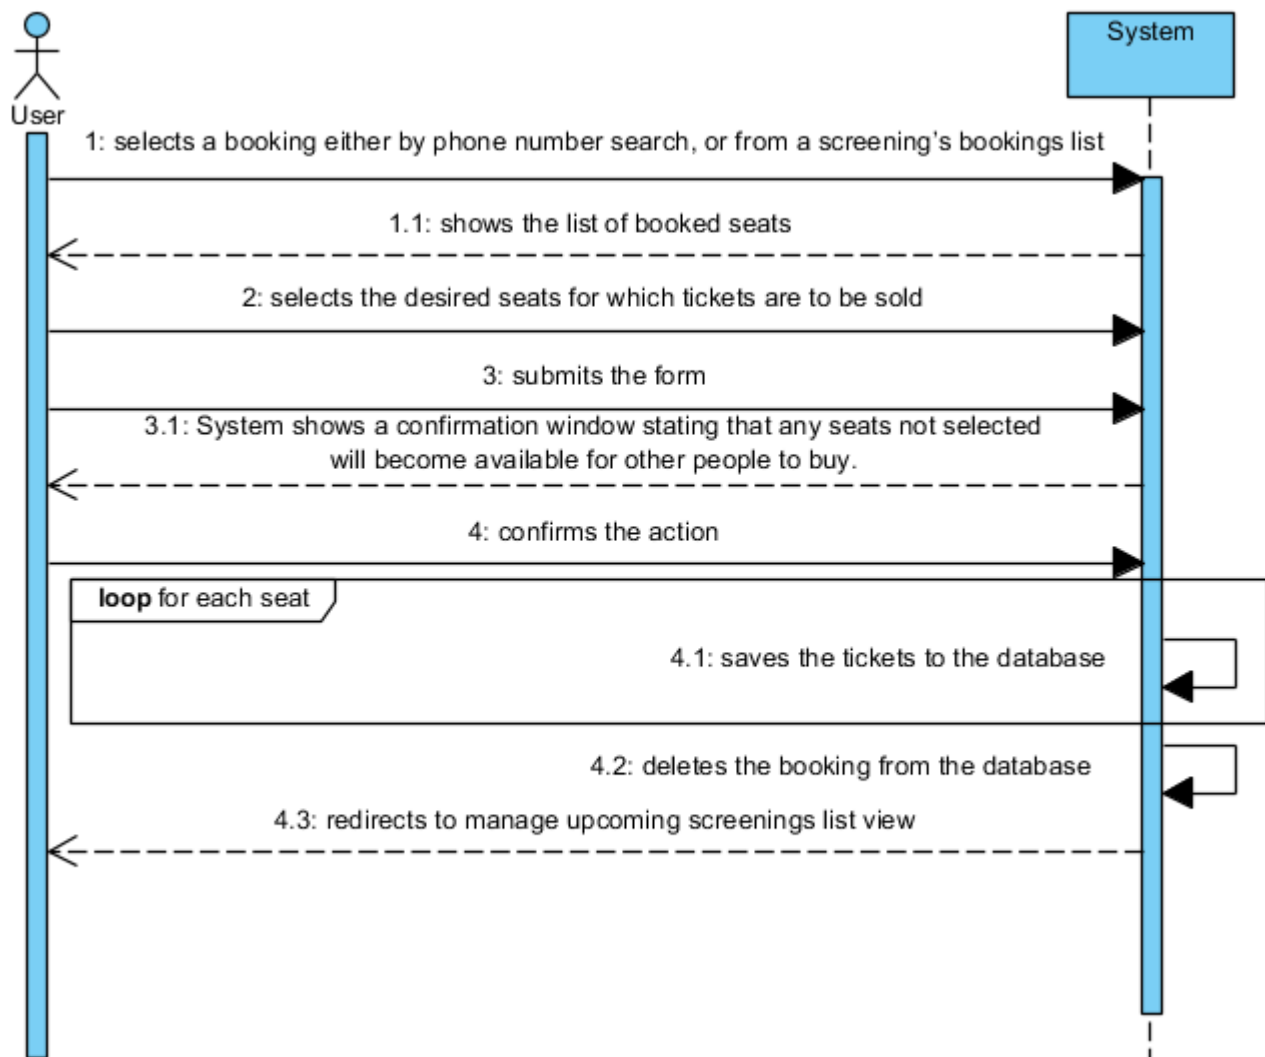 System
User
1: selects a booking either by phone number search, or from a screening’s bookings list
1.1: shows the list of booked seats
2: selects the desired seats for which tickets are to be sold
3: submits the form
3.1: System shows a confirmation window stating that any seats not selected
will become available for other people to buy.
4: confirms the action
loop for each seat
4.1: saves the tickets to the database
4.2: deletes the booking from the database
4.3: redirects to manage upcoming screenings list view